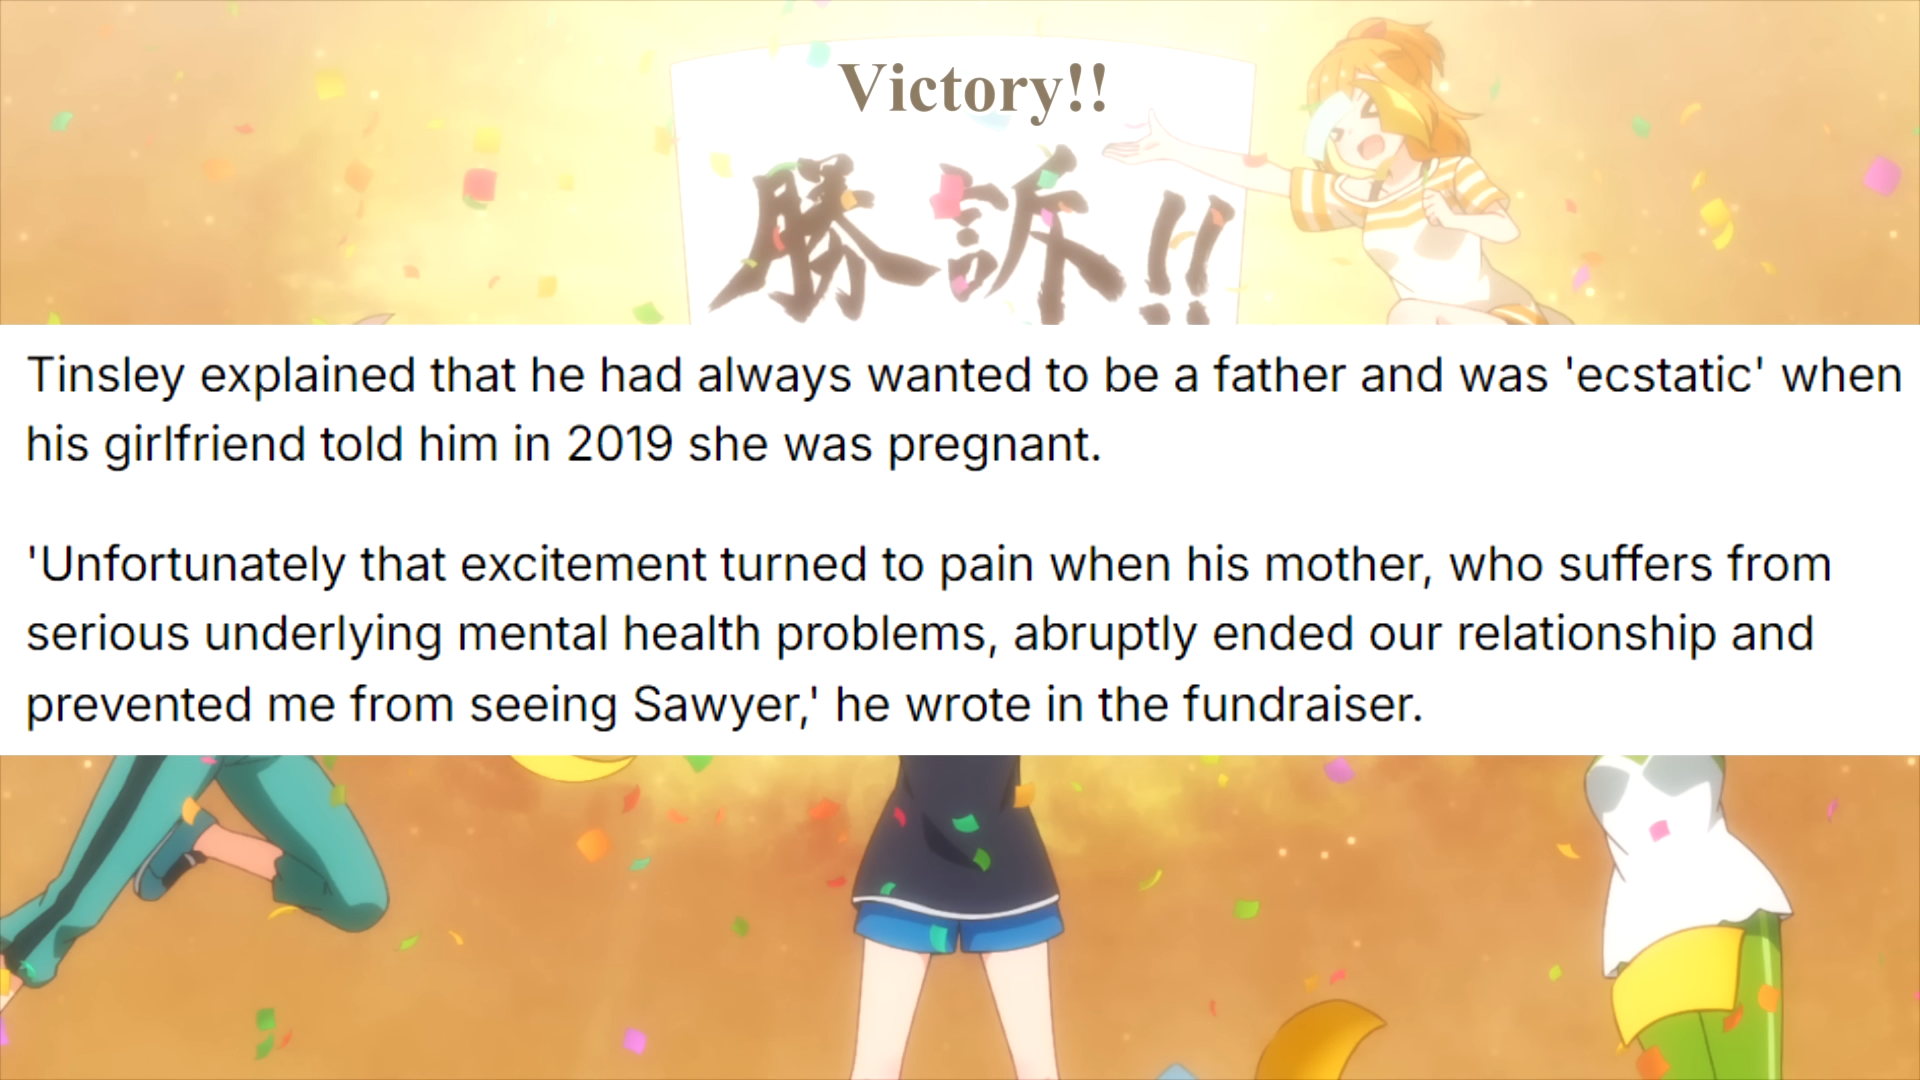 Victory!!
勝訴!!
Tinsley explained that he had always wanted to be a father and was 'ecstatic' when
his girlfriend told him in 2019 she was pregnant.
'Unfortunately that excitement turned to pain when his mother, who suffers from
serious underlying mental health problems, abruptly ended our relationship and
prevented me from seeing Sawyer,' he wrote in the fundraiser.